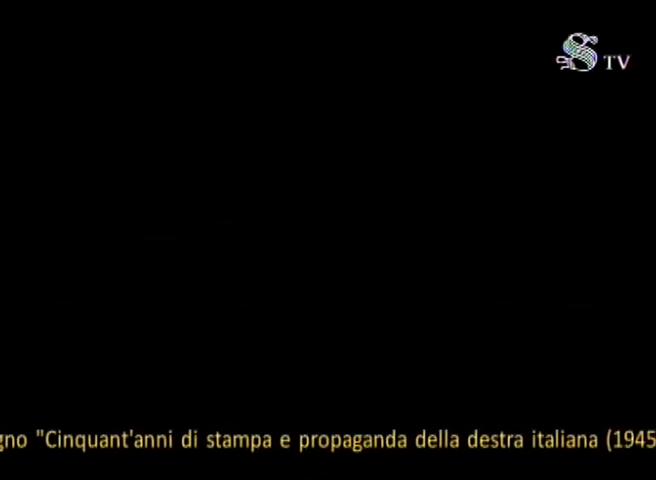 TV
gno "Cinquant'anni di stampa e propaganda della destra italiana (1945